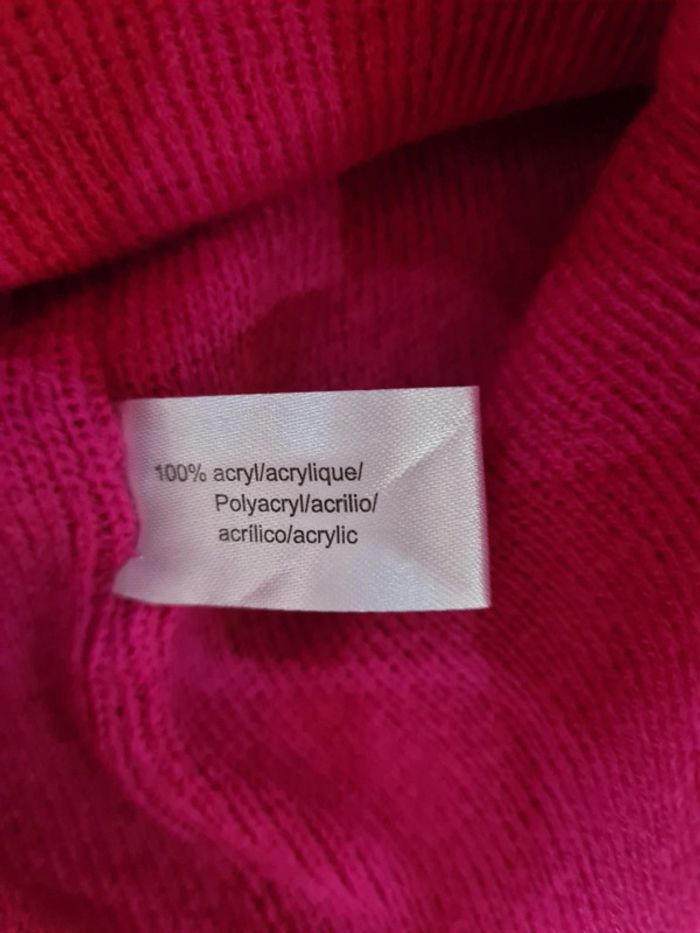 100% acryl/acrylique/
Polyacryl/acrilio/
acrílico/acrylic